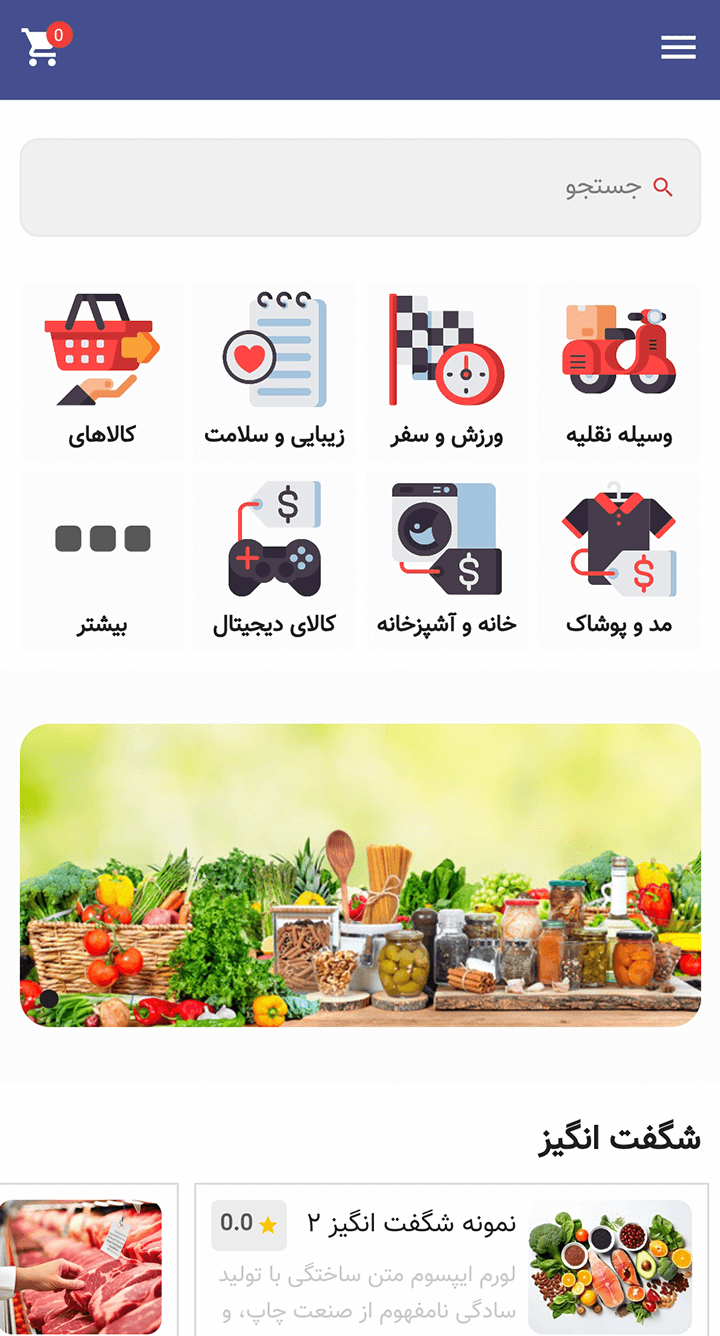 0
جستجو
وسیله نقلیه
ورزش و سفر
زیبایی و سلامت
کالاهای
$
$
$
مد و پوشاک
خانه و آشپزخانه
کالای دیجیتال
بیشتر
شگفت انگیز
نمونه شگفت انگیز ۲
0.0
لورم ایپسوم متن ساختگی با تولید
سادگی نامفهوم از صنعت چاپ، و